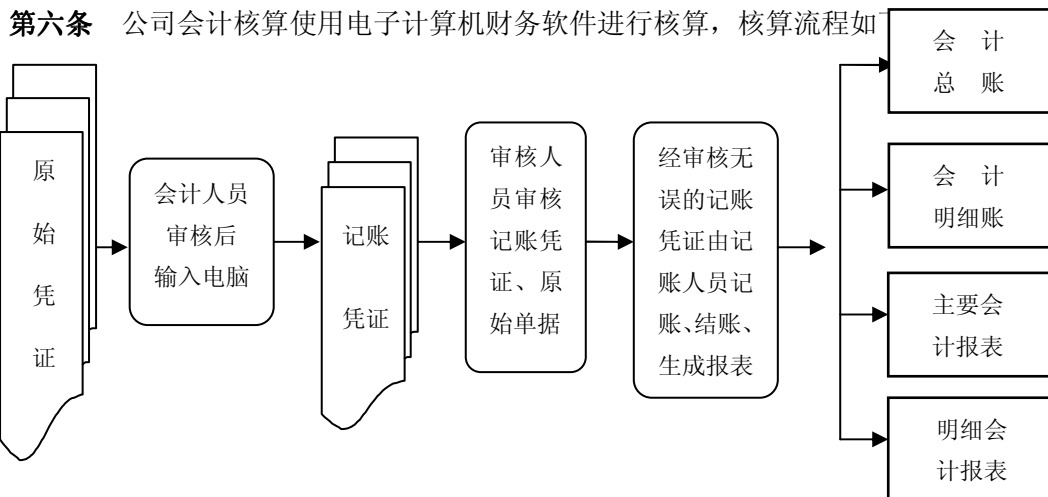 第六条 公司会计核算使用电子计算机财务软件进行核算，核算流程如
原
始
凭
证
会计人员
审核后
输入电脑
记账
凭证
审核人
员审核
记账凭
证、原
始单据
经审核无
误的记账
凭证由记
账人员记
账、结账、
生成报表
会 计
总 账
会 计
明细账
主要会
计报表
明细会
计报表